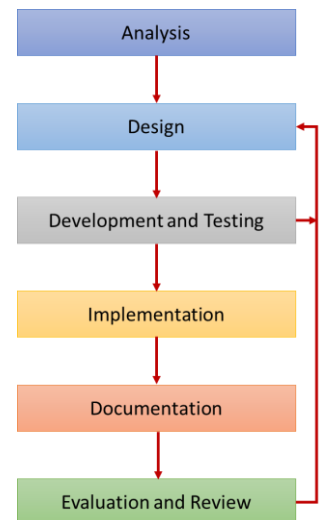 Analysis
Design
Development and Testing
Implementation
Documentation
Evaluation and Review